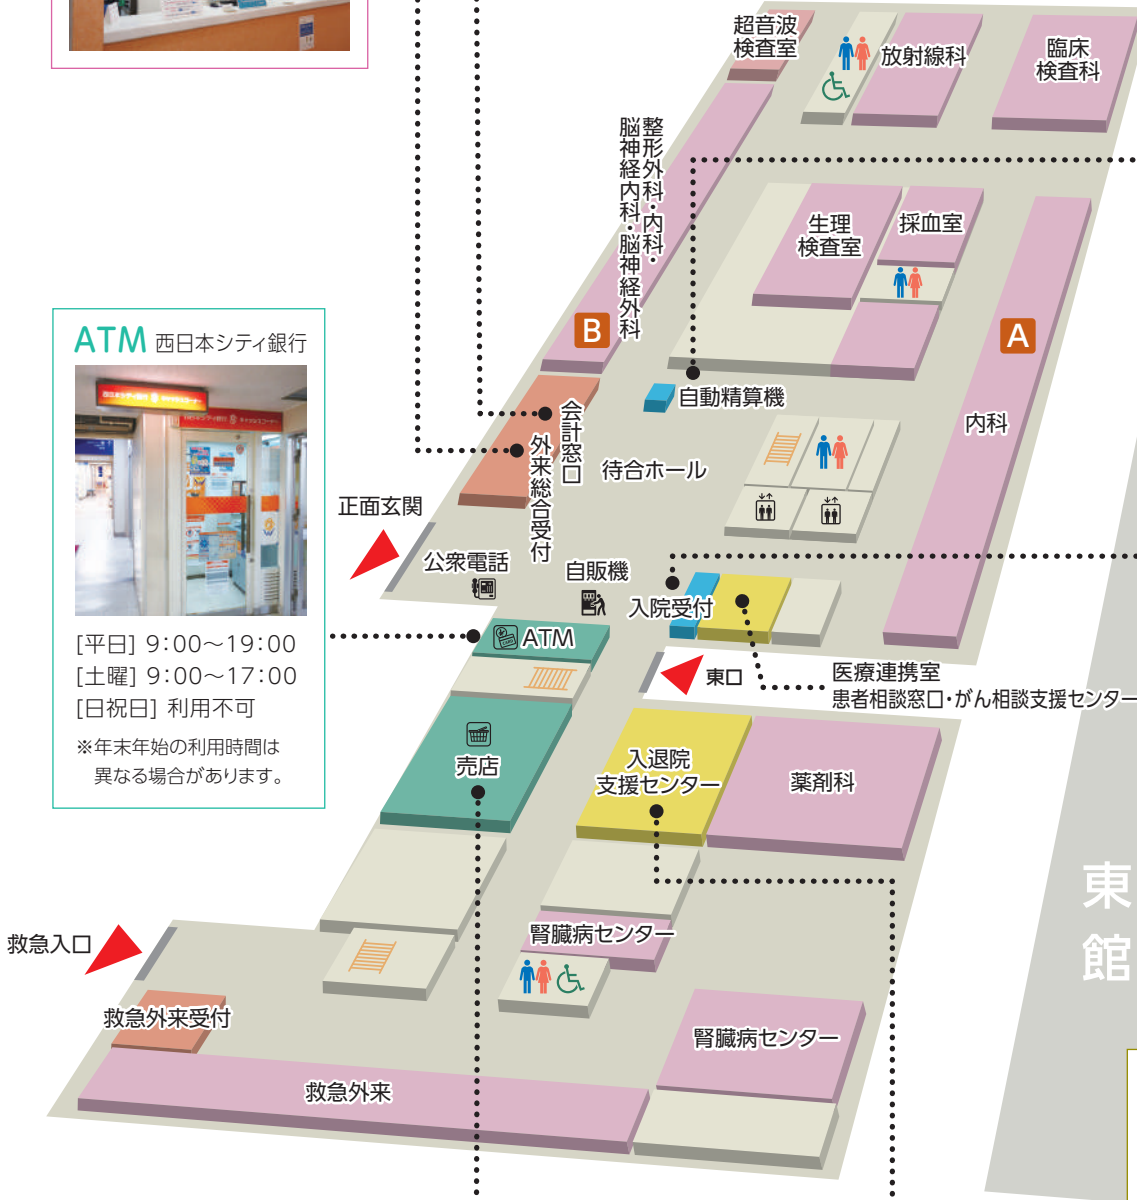 超音波
検査室
放射線科
臨床
検査科
整形外科・内科・
脳神経内科・脳神経外科
生理
検査室
採血室
B
A
ATM 西日本シティ銀行
自動精算機
会計窓口
外来総合受付
内科
待合ホール
正面玄関
公衆電話
自販機
入院受付
[平日] 9:00〜19:00
[土曜] 9:00〜17:00
[日祝日] 利用不可
※年末年始の利用時間は
異なる場合があります。
ATM
東口
医療連携室
患者相談窓口・がん相談支援センター
売店
入退院
支援センター
薬剤科
東館
救急入口
腎臓病センター
救急外来受付
腎臓病センター
救急外来